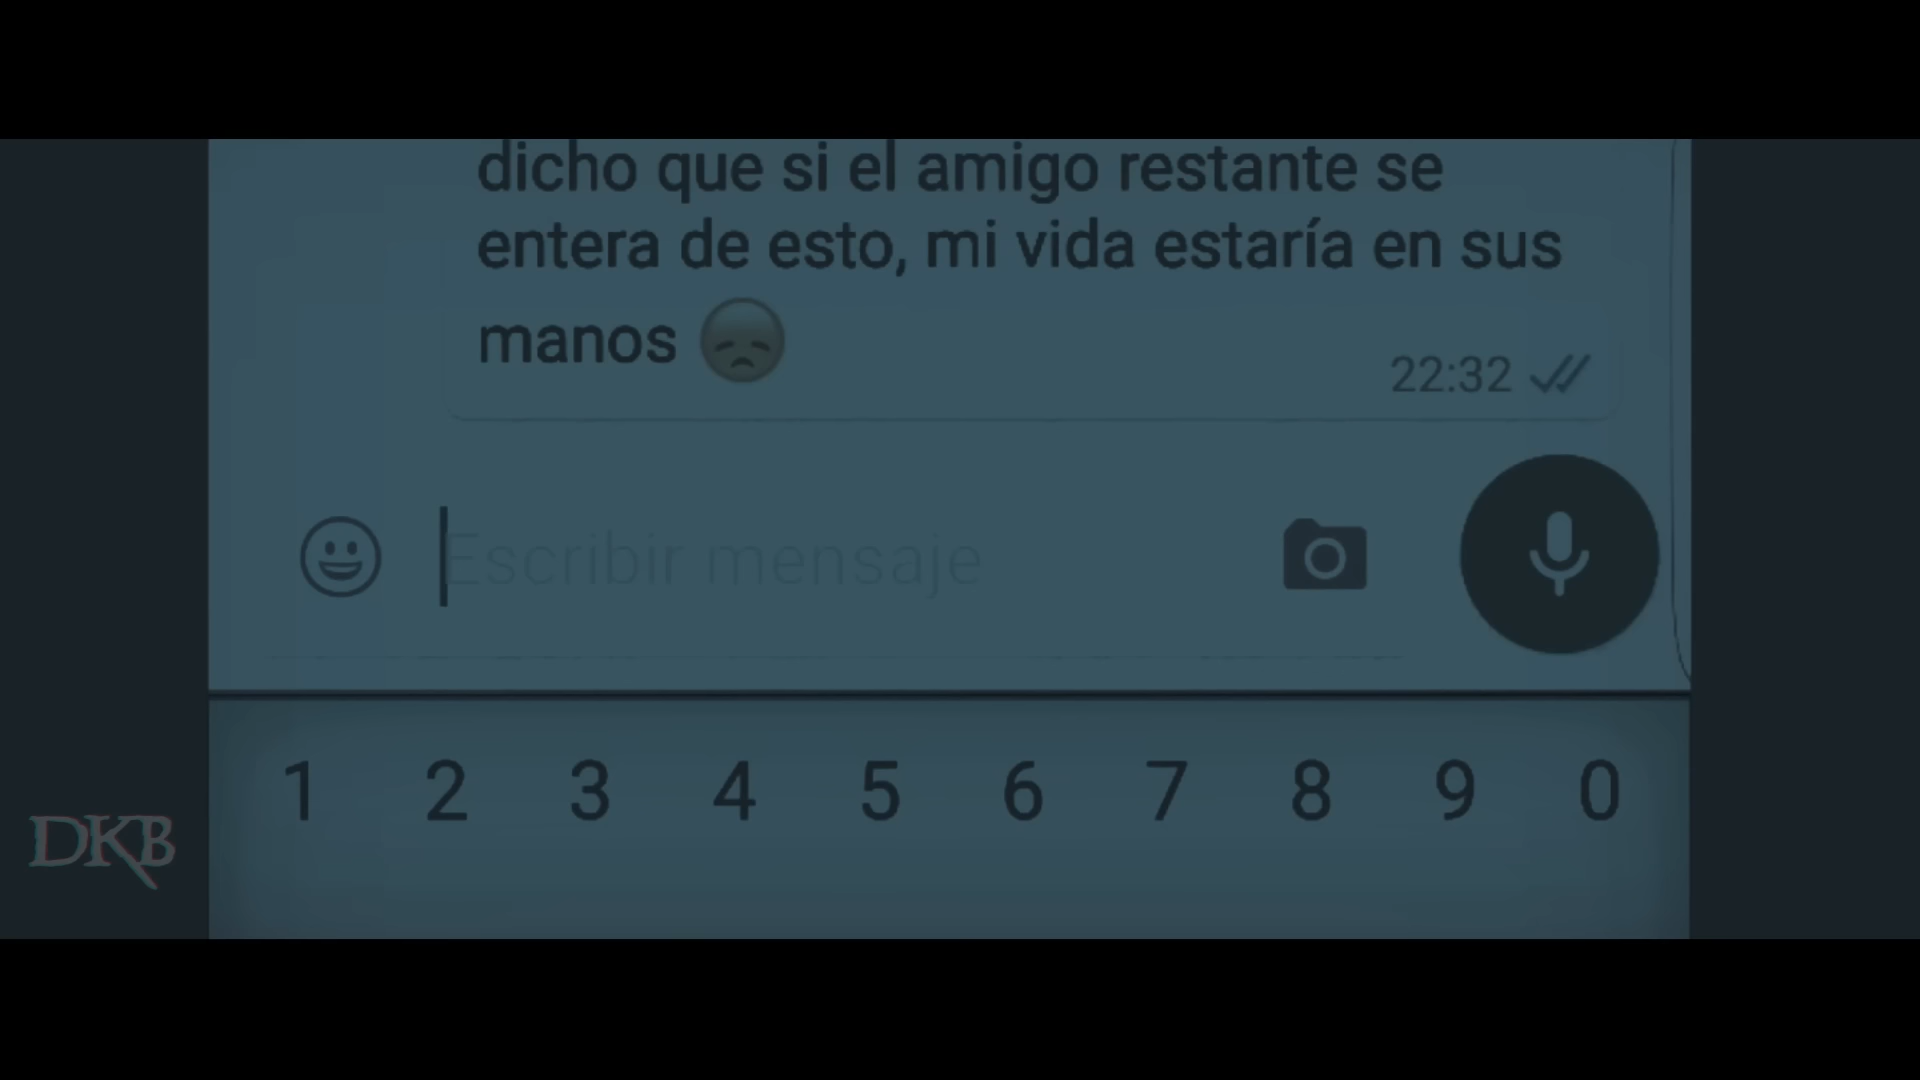 dicho que si el amigo restante se
entera de esto, mi vida estaría en sus
manos 😞
22:32
Escribir mensaje
1 2 3 4 5 6 7 8 9 0
DKB